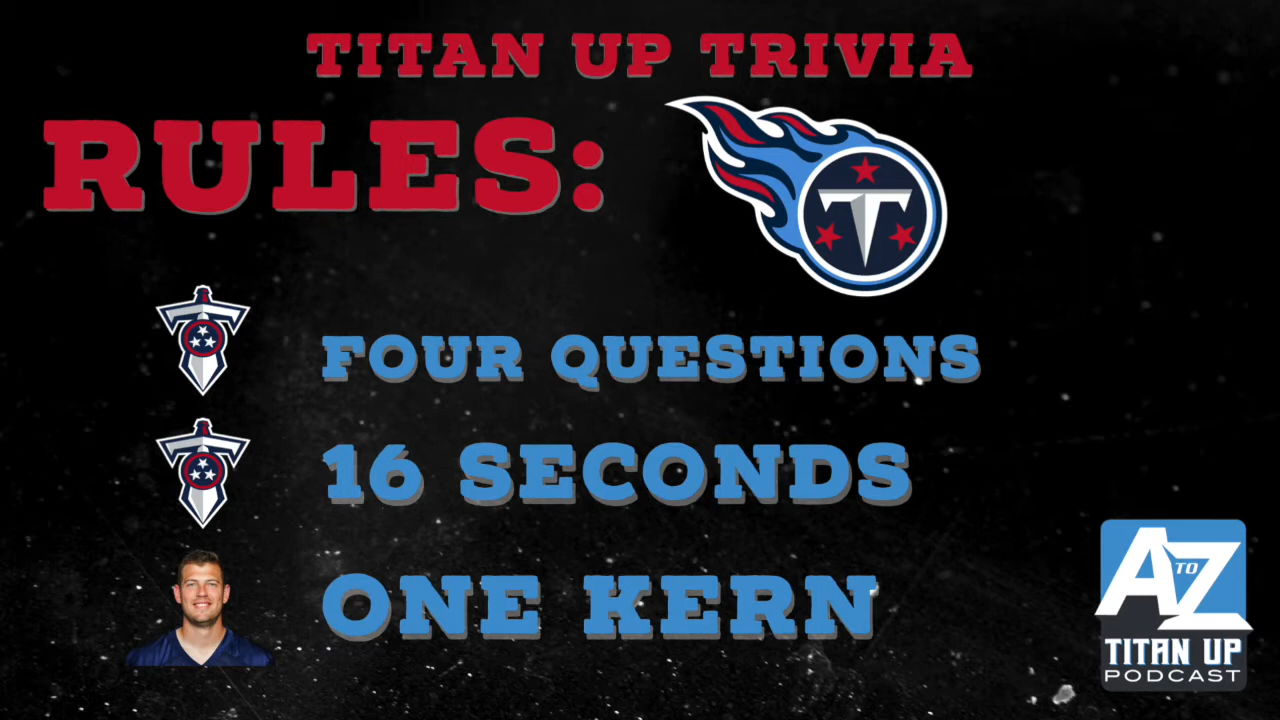 TITAN UP TRIVIA
RULES:
T
FOUR QUESTIONS
16 SECONDS
ONE KERN
A TO Z
TITAN UP
PODCAST